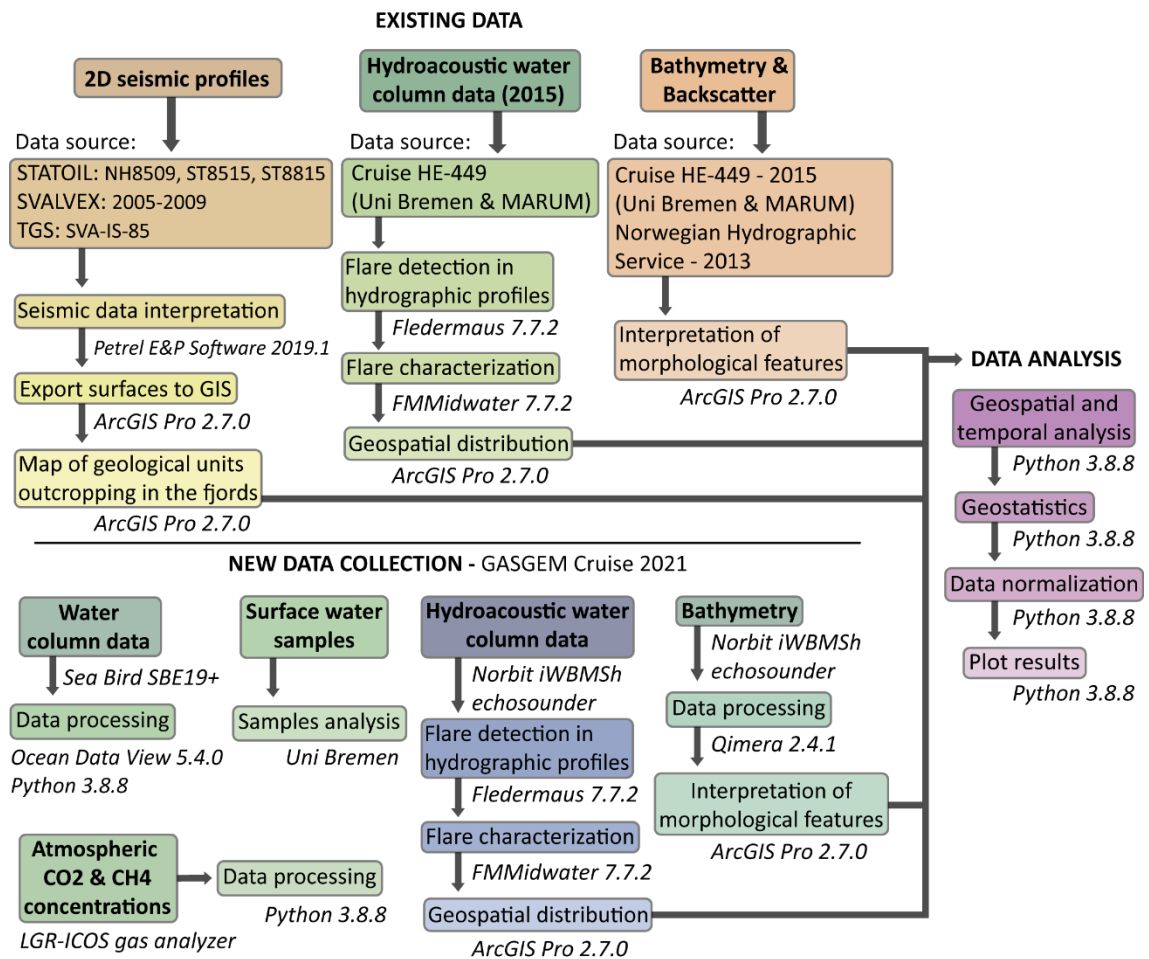 EXISTING DATA
2D seismic profiles
Data source:
STATOIL: NH8509, ST8515, ST8815
SVALVEX: 2005-2009
TGS: SVA-IS-85
Seismic data interpretation
Petrel E&P Software 2019.1
Export surfaces to GIS
ArcGIS Pro 2.7.0
Map of geological units
outcropping in the fjords
ArcGIS Pro 2.7.0
Hydroacoustic water
column data (2015)
Data source:
Cruise HE-449
(Uni Bremen & MARUM)
Flare detection in
hydrographic profiles
Fledermaus 7.7.2
Flare characterization
FMMidwater 7.7.2
Geospatial distribution
ArcGIS Pro 2.7.0
Bathymetry &
Backscatter
Data source:
Cruise HE-449 - 2015
(Uni Bremen & MARUM)
Norwegian Hydrographic
Service - 2013
Interpretation of
morphological features
ArcGIS Pro 2.7.0
NEW DATA COLLECTION - GASGEM Cruise 2021
Water
column data
Sea Bird SBE19+
Data processing
Ocean Data View 5.4.0
Python 3.8.8
Surface water
samples
Samples analysis
Uni Bremen
Atmospheric
CO2 & CH4
concentrations
LGR-ICOS gas analyzer
Data processing
Python 3.8.8
Hydroacoustic water
column data
Norbit iWBMSh
echosounder
Flare detection in
hydrographic profiles
Fledermaus 7.7.2
Flare characterization
FMMidwater 7.7.2
Geospatial distribution
ArcGIS Pro 2.7.0
Bathymetry
Norbit iWBMSh
echosounder
Data processing
Qimera 2.4.1
Interpretation of
morphological features
ArcGIS Pro 2.7.0
DATA ANALYSIS
Geospatial and
temporal analysis
Python 3.8.8
Geostatistics
Python 3.8.8
Data normalization
Python 3.8.8
Plot results
Python 3.8.8